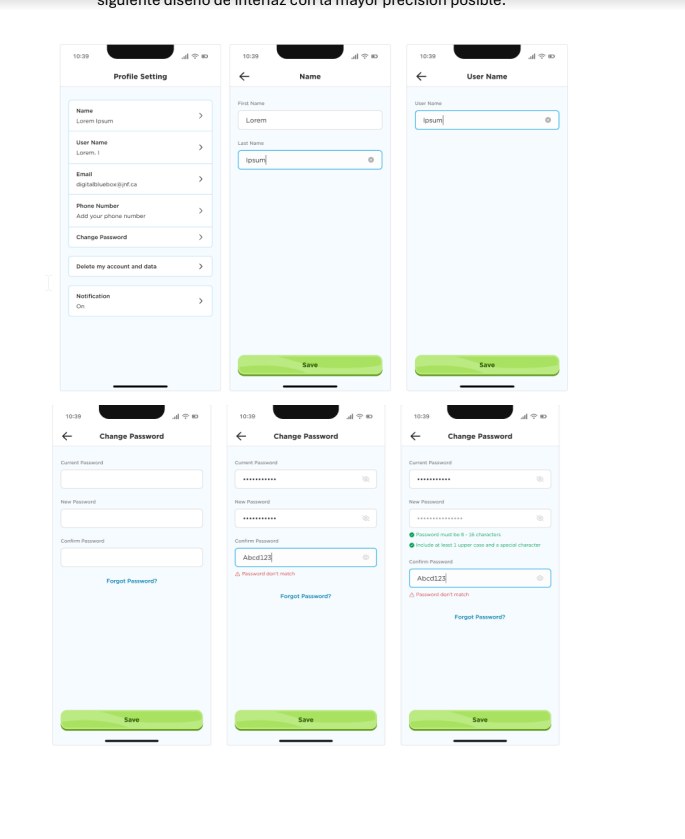 siguiente diseño de interfaz con la mayor precisión posible.
10:39
Profile Setting
Name
Lorem Ipsum
User Name
Lorem. I
Email
digitalbluebox@jnf.ca
Phone Number
Add your phone number
Change Password
Delete my account and data
Notification
On
10:39
Name
First Name
Lorem
Last Name
Ipsum
Save
10:39
User Name
User Name
Ipsum
Save
10:39
Change Password
Current Password
New Password
Confirm Password
Forgot Password?
Save
10:39
Change Password
Current Password
•••••••••••
New Password
•••••••••••
Confirm Password
Abcd123
Password don't match
Forgot Password?
Save
10:39
Change Password
Current Password
•••••••••••
New Password
•••••••••••••••
Password must be 8 - 16 characters
Include at least 1 upper case and a special character
Confirm Password
Abcd123
Password don't match
Forgot Password?
Save